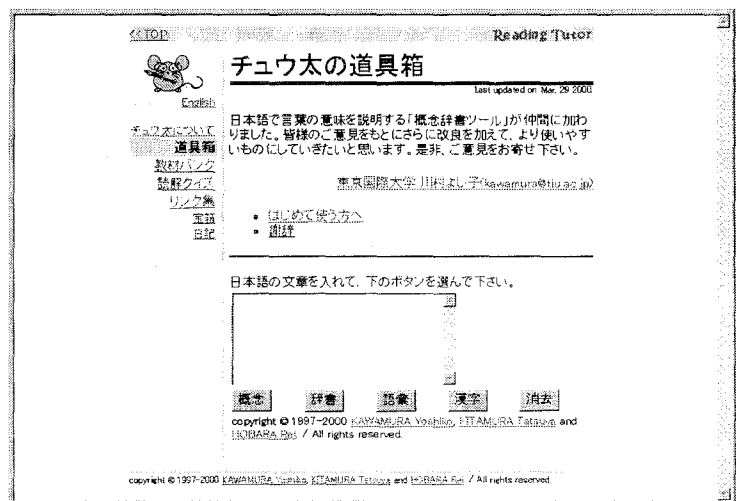 <<TOP
Reading Tutor
チュウ太の道具箱
Last updated on Mar. 29 2000
English
チュウ太について
道具箱
教材バンク
読解クイズ
リンク集
宝箱
日記
日本語で言葉の意味を説明する「概念辞書ツール」が仲間に加わ
りました。皆様のご意見をもとにさらに改良を加えて、より使いやす
いものにしていきたいと思います。是非、ご意見をお寄せ下さい。
東京国際大学 川村よし子(kawamura@tiu.ac.jp)
• はじめて使う方へ
• 謝辞
日本語の文章を入れて、下のボタンを選んで下さい。
概念 辞書 語彙 漢字 消去
copyright © 1997-2000 KAWAMURA Yoshiko, KITAMURA Tatsuya and
HOBARA Rei / All rights reserved.
copyright © 1997-2000 KAWAMURA Yoshiko, KITAMURA Tatsuya and HOBARA Rei / All rights reserved.